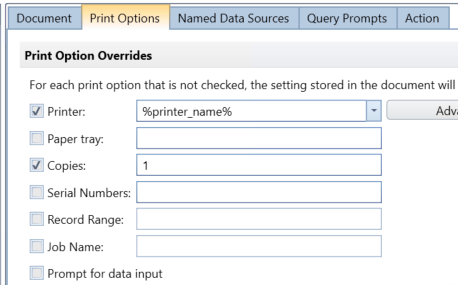 Document Print Options Named Data Sources Query Prompts Action
Print Option Overrides
For each print option that is not checked, the setting stored in the document will
Printer: %printer_name%
Paper tray:
Copies: 1
Serial Numbers:
Record Range:
Job Name:
Prompt for data input